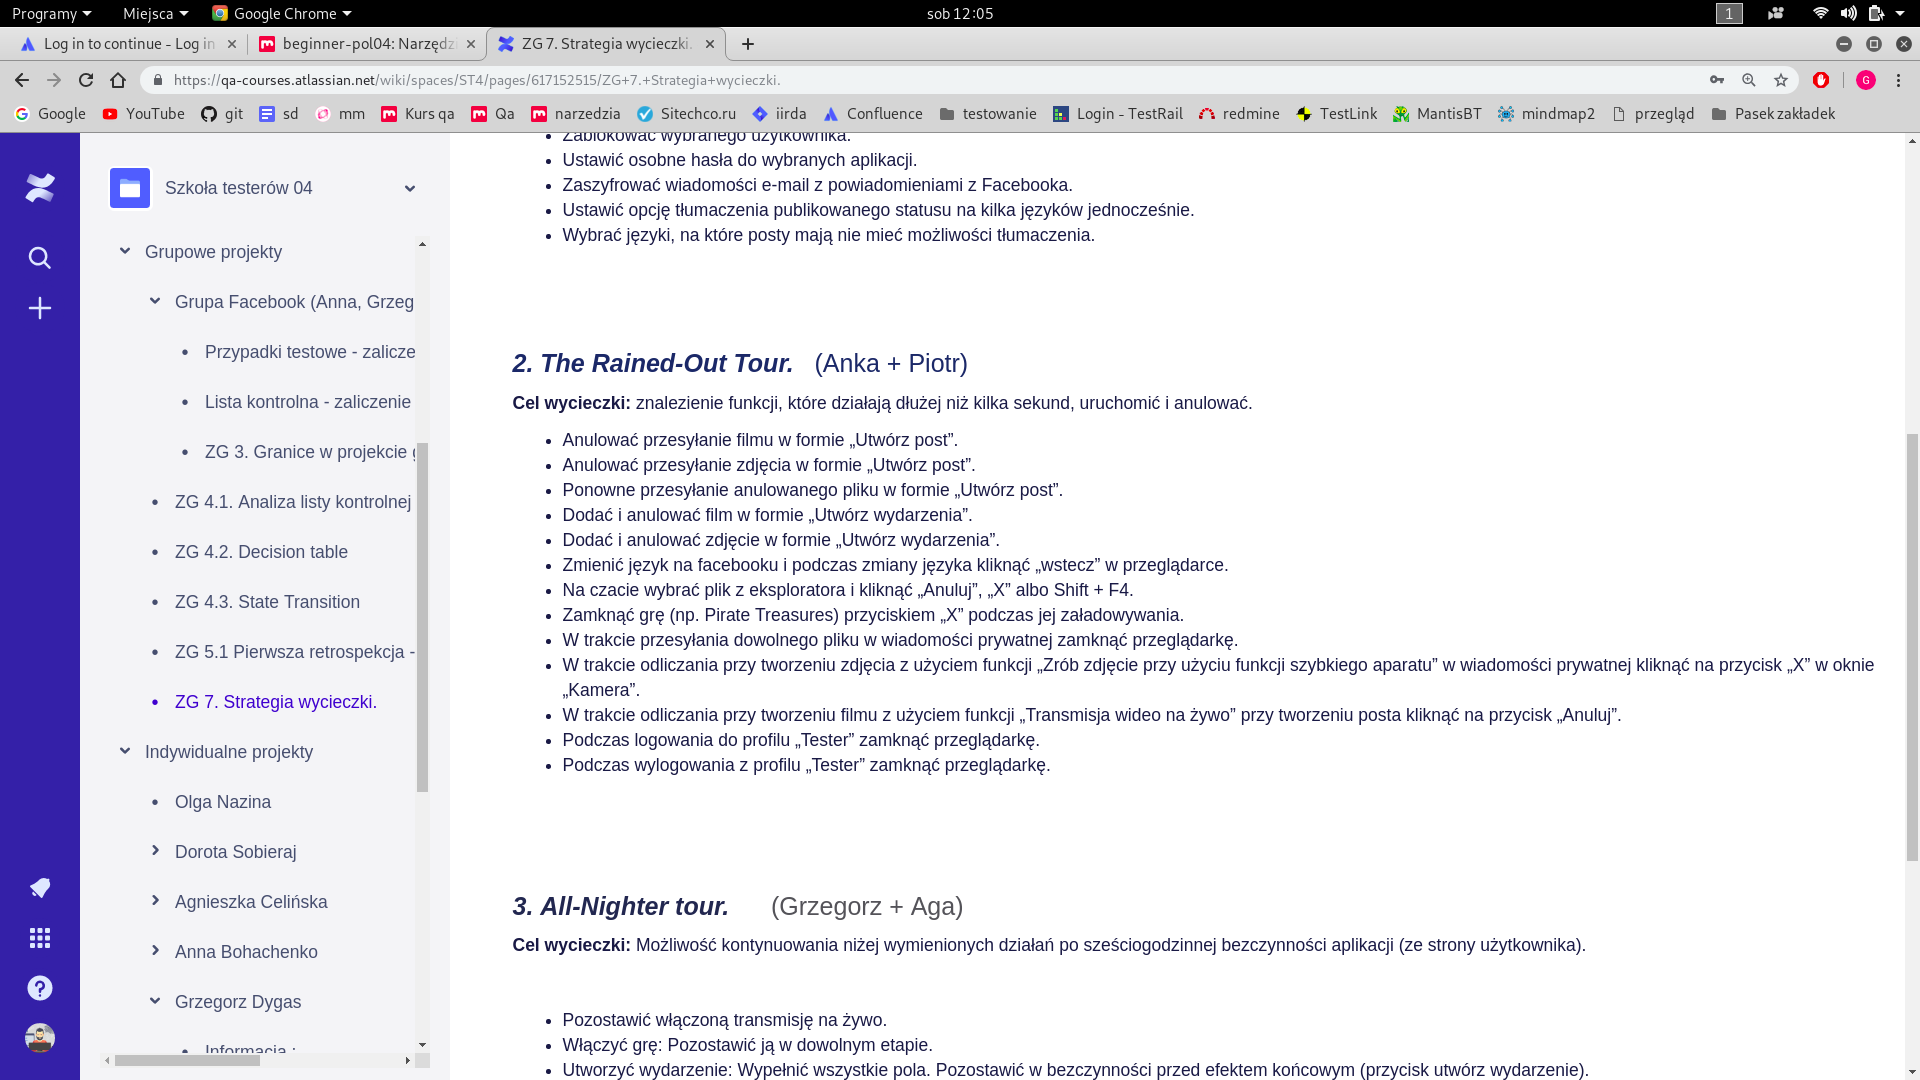 Programy Miejsca Google Chrome sob 12:05 1
Log in to continue - Log in beginner-pol04: Narzędzi ZG 7. Strategia wycieczki.
https://qa-courses.atlassian.net/wiki/spaces/ST4/pages/617152515/ZG+7.+Strategia+wycieczki. G
Google YouTube git sd mm Kurs qa Qa narzedzia Sitechco.ru iirda Confluence testowanie Login - TestRail redmine TestLink MantisBT mindmap2 przegląd Pasek zakładek
Szkoła testerów 04
Grupowe projekty
Grupa Facebook (Anna, Grzeg
• Przypadki testowe - zalicze
• Lista kontrolna - zaliczenie
• ZG 3. Granice w projekcie g
• ZG 4.1. Analiza listy kontrolnej
• ZG 4.2. Decision table
• ZG 4.3. State Transition
• ZG 5.1 Pierwsza retrospekcja -
• ZG 7. Strategia wycieczki.
Indywidualne projekty
• Olga Nazina
Dorota Sobieraj
Agnieszka Celińska
Anna Bohachenko
Grzegorz Dygas
• Informacja :
• Zablokować wybranego użytkownika.
• Ustawić osobne hasła do wybranych aplikacji.
• Zaszyfrować wiadomości e-mail z powiadomieniami z Facebooka.
• Ustawić opcję tłumaczenia publikowanego statusu na kilka języków jednocześnie.
• Wybrać języki, na które posty mają nie mieć możliwości tłumaczenia.
2. The Rained-Out Tour. (Anka + Piotr)
Cel wycieczki: znalezienie funkcji, które działają dłużej niż kilka sekund, uruchomić i anulować.
• Anulować przesyłanie filmu w formie „Utwórz post”.
• Anulować przesyłanie zdjęcia w formie „Utwórz post”.
• Ponowne przesyłanie anulowanego pliku w formie „Utwórz post”.
• Dodać i anulować film w formie „Utwórz wydarzenia”.
• Dodać i anulować zdjęcie w formie „Utwórz wydarzenia”.
• Zmienić język na facebooku i podczas zmiany języka kliknąć „wstecz” w przeglądarce.
• Na czacie wybrać plik z eksploratora i kliknąć „Anuluj”, „X” albo Shift + F4.
• Zamknąć grę (np. Pirate Treasures) przyciskiem „X” podczas jej załadowywania.
• W trakcie przesyłania dowolnego pliku w wiadomości prywatnej zamknąć przeglądarkę.
• W trakcie odliczania przy tworzeniu zdjęcia z użyciem funkcji „Zrób zdjęcie przy użyciu funkcji szybkiego aparatu” w wiadomości prywatnej kliknąć na przycisk „X” w oknie
„Kamera”.
• W trakcie odliczania przy tworzeniu filmu z użyciem funkcji „Transmisja wideo na żywo” przy tworzeniu posta kliknąć na przycisk „Anuluj”.
• Podczas logowania do profilu „Tester” zamknąć przeglądarkę.
• Podczas wylogowania z profilu „Tester” zamknąć przeglądarkę.
3. All-Nighter tour. (Grzegorz + Aga)
Cel wycieczki: Możliwość kontynuowania niżej wymienionych działań po sześciogodzinnej bezczynności aplikacji (ze strony użytkownika).
• Pozostawić włączoną transmisję na żywo.
• Włączyć grę: Pozostawić ją w dowolnym etapie.
• Utworzyć wydarzenie: Wypełnić wszystkie pola. Pozostawić w bezczynności przed efektem końcowym (przycisk utwórz wydarzenie).